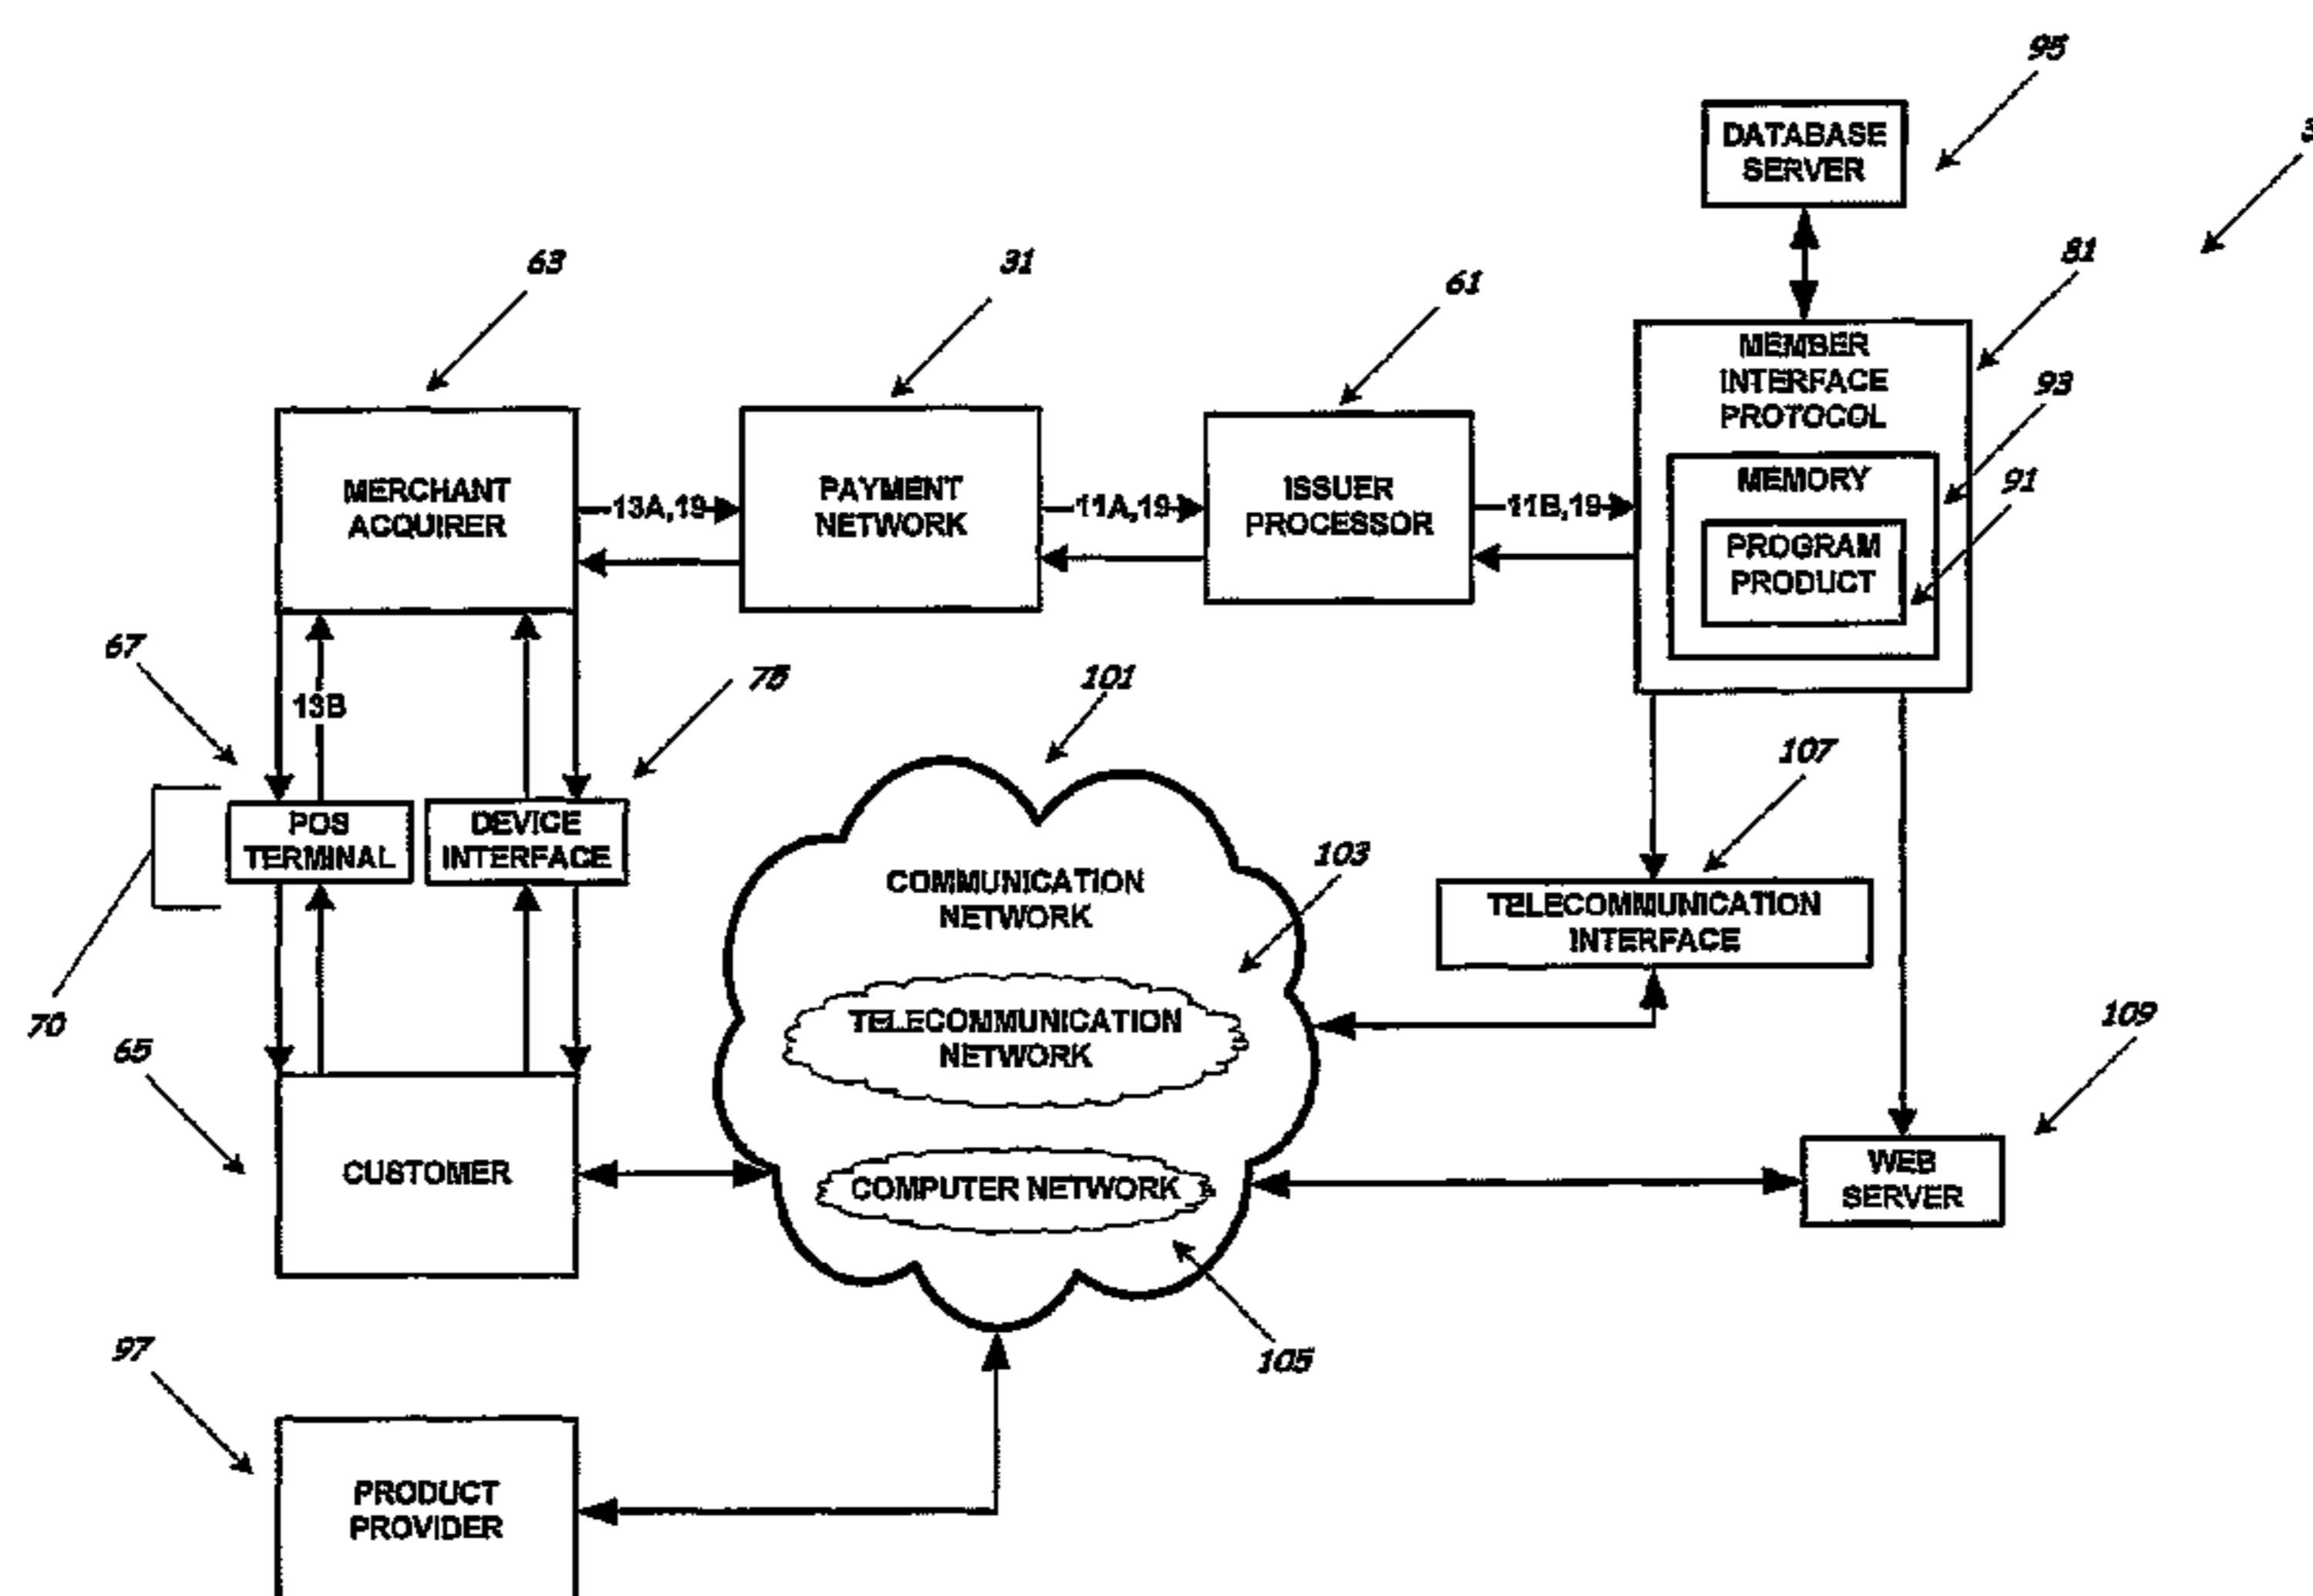 95
DATABASE
SERVER
63
31
61
81
MEMBER
INTERFACE
PROTOCOL
93
MERCHANT
ACQUIRER
13A,19
PAYMENT
NETWORK
11A,19
ISSUER
PROCESSOR
11B,19
MEMORY
91
PROGRAM
PRODUCT
67
13B
101
107
POS
TERMINAL
DEVICE
INTERFACE
103
COMMUNICATION
NETWORK
TELECOMMUNICATION
INTERFACE
70
TELECOMMUNICATION
NETWORK
109
65
CUSTOMER
COMPUTER NETWORK
WEB
SERVER
97
105
PRODUCT
PROVIDER